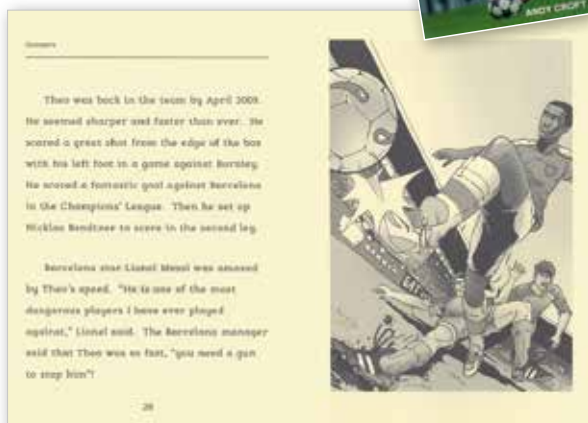 ANDY CROFT
Theo was back in the team by April 2009.
He seemed sharper and faster than ever. He
scored a great shot from the edge of the box
with his left foot in a game against Burnley.
He scored a fantastic goal against Barcelona
in the Champions' League. Then he set up
Nicklas Bendtner to score in the second leg.
Barcelona star Lionel Messi was amazed
by Theo's speed. "He is one of the most
dangerous players I have ever played
against," Lionel said. The Barcelona manager
said that Theo was so fast, "you need a gun
to stop him"!
28